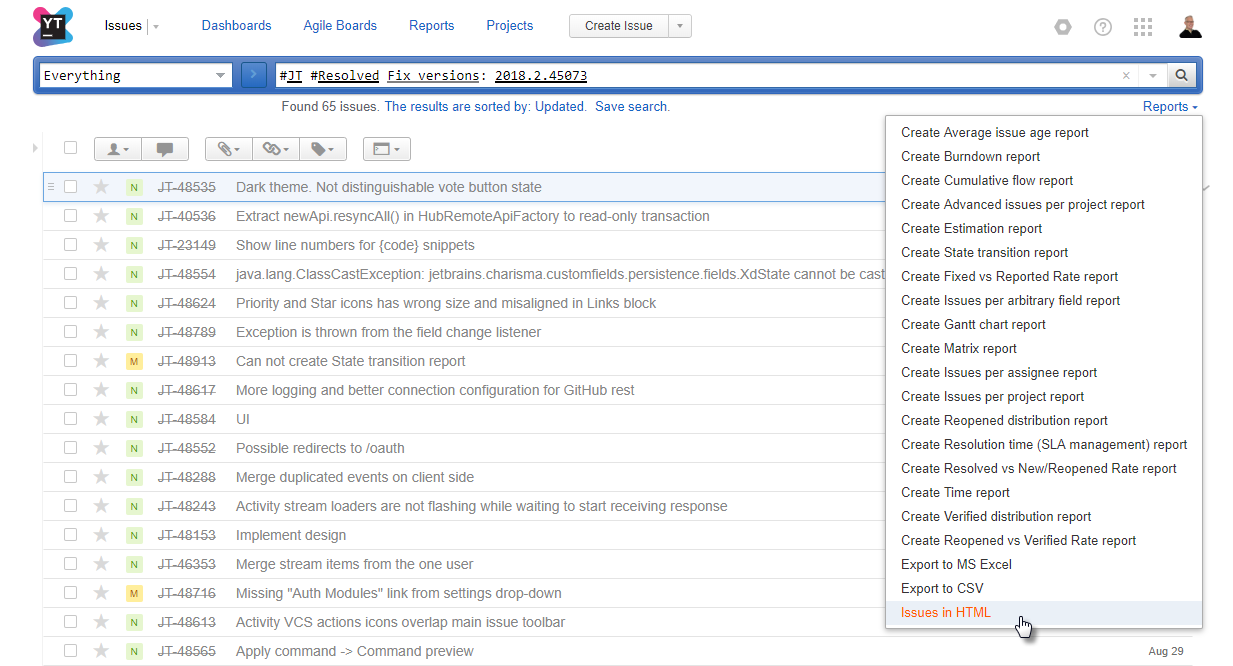 YT Issues Dashboards Agile Boards Reports Projects Create Issue
Everything #JT #Resolved Fix versions: 2018.2.45073
Found 65 issues. The results are sorted by: Updated. Save search. Reports
N JT-48535 Dark theme. Not distinguishable vote button state
N JT-40536 Extract newApi.resyncAll() in HubRemoteApiFactory to read-only transaction
N JT-23149 Show line numbers for {code} snippets
N JT-48554 java.lang.ClassCastException: jetbrains.charisma.customfields.persistence.fields.XdState cannot be cast
N JT-48624 Priority and Star icons has wrong size and misaligned in Links block
N JT-48789 Exception is thrown from the field change listener
M JT-48913 Can not create State transition report
N JT-48617 More logging and better connection configuration for GitHub rest
N JT-48584 UI
N JT-48552 Possible redirects to /oauth
N JT-48288 Merge duplicated events on client side
N JT-48243 Activity stream loaders are not flashing while waiting to start receiving response
N JT-48153 Implement design
N JT-46353 Merge stream items from the one user
M JT-48716 Missing "Auth Modules" link from settings drop-down
N JT-48613 Activity VCS actions icons overlap main issue toolbar
N JT-48565 Apply command -> Command preview Aug 29
Create Average issue age report
Create Burndown report
Create Cumulative flow report
Create Advanced issues per project report
Create Estimation report
Create State transition report
Create Fixed vs Reported Rate report
Create Issues per arbitrary field report
Create Gantt chart report
Create Matrix report
Create Issues per assignee report
Create Issues per project report
Create Reopened distribution report
Create Resolution time (SLA management) report
Create Resolved vs New/Reopened Rate report
Create Time report
Create Verified distribution report
Create Reopened vs Verified Rate report
Export to MS Excel
Export to CSV
Issues in HTML